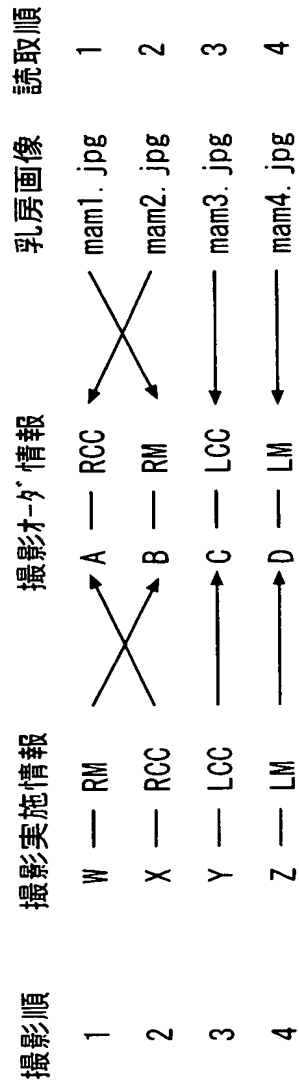 撮影順 撮影実施情報 撮影オーダ情報 乳房画像 読取順
1 W — RM A — RCC mam1.jpg 1
2 X — RCC B — RM mam2.jpg 2
3 Y — LCC C — LCC mam3.jpg 3
4 Z — LM D — LM mam4.jpg 4